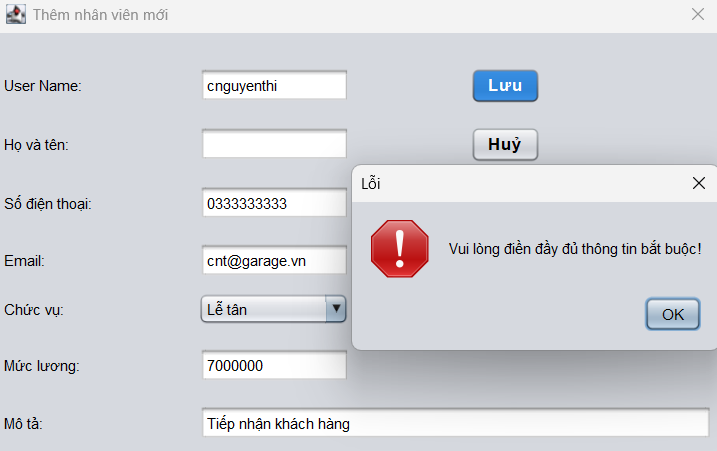 Thêm nhân viên mới
User Name: cnguyenthi Lưu
Họ và tên: Huỷ
Số điện thoại: 0333333333
Email: cnt@garage.vn
Chức vụ: Lễ tân
Mức lương: 7000000
Mô tả: Tiếp nhận khách hàng
Lỗi
Vui lòng điền đầy đủ thông tin bắt buộc!
OK